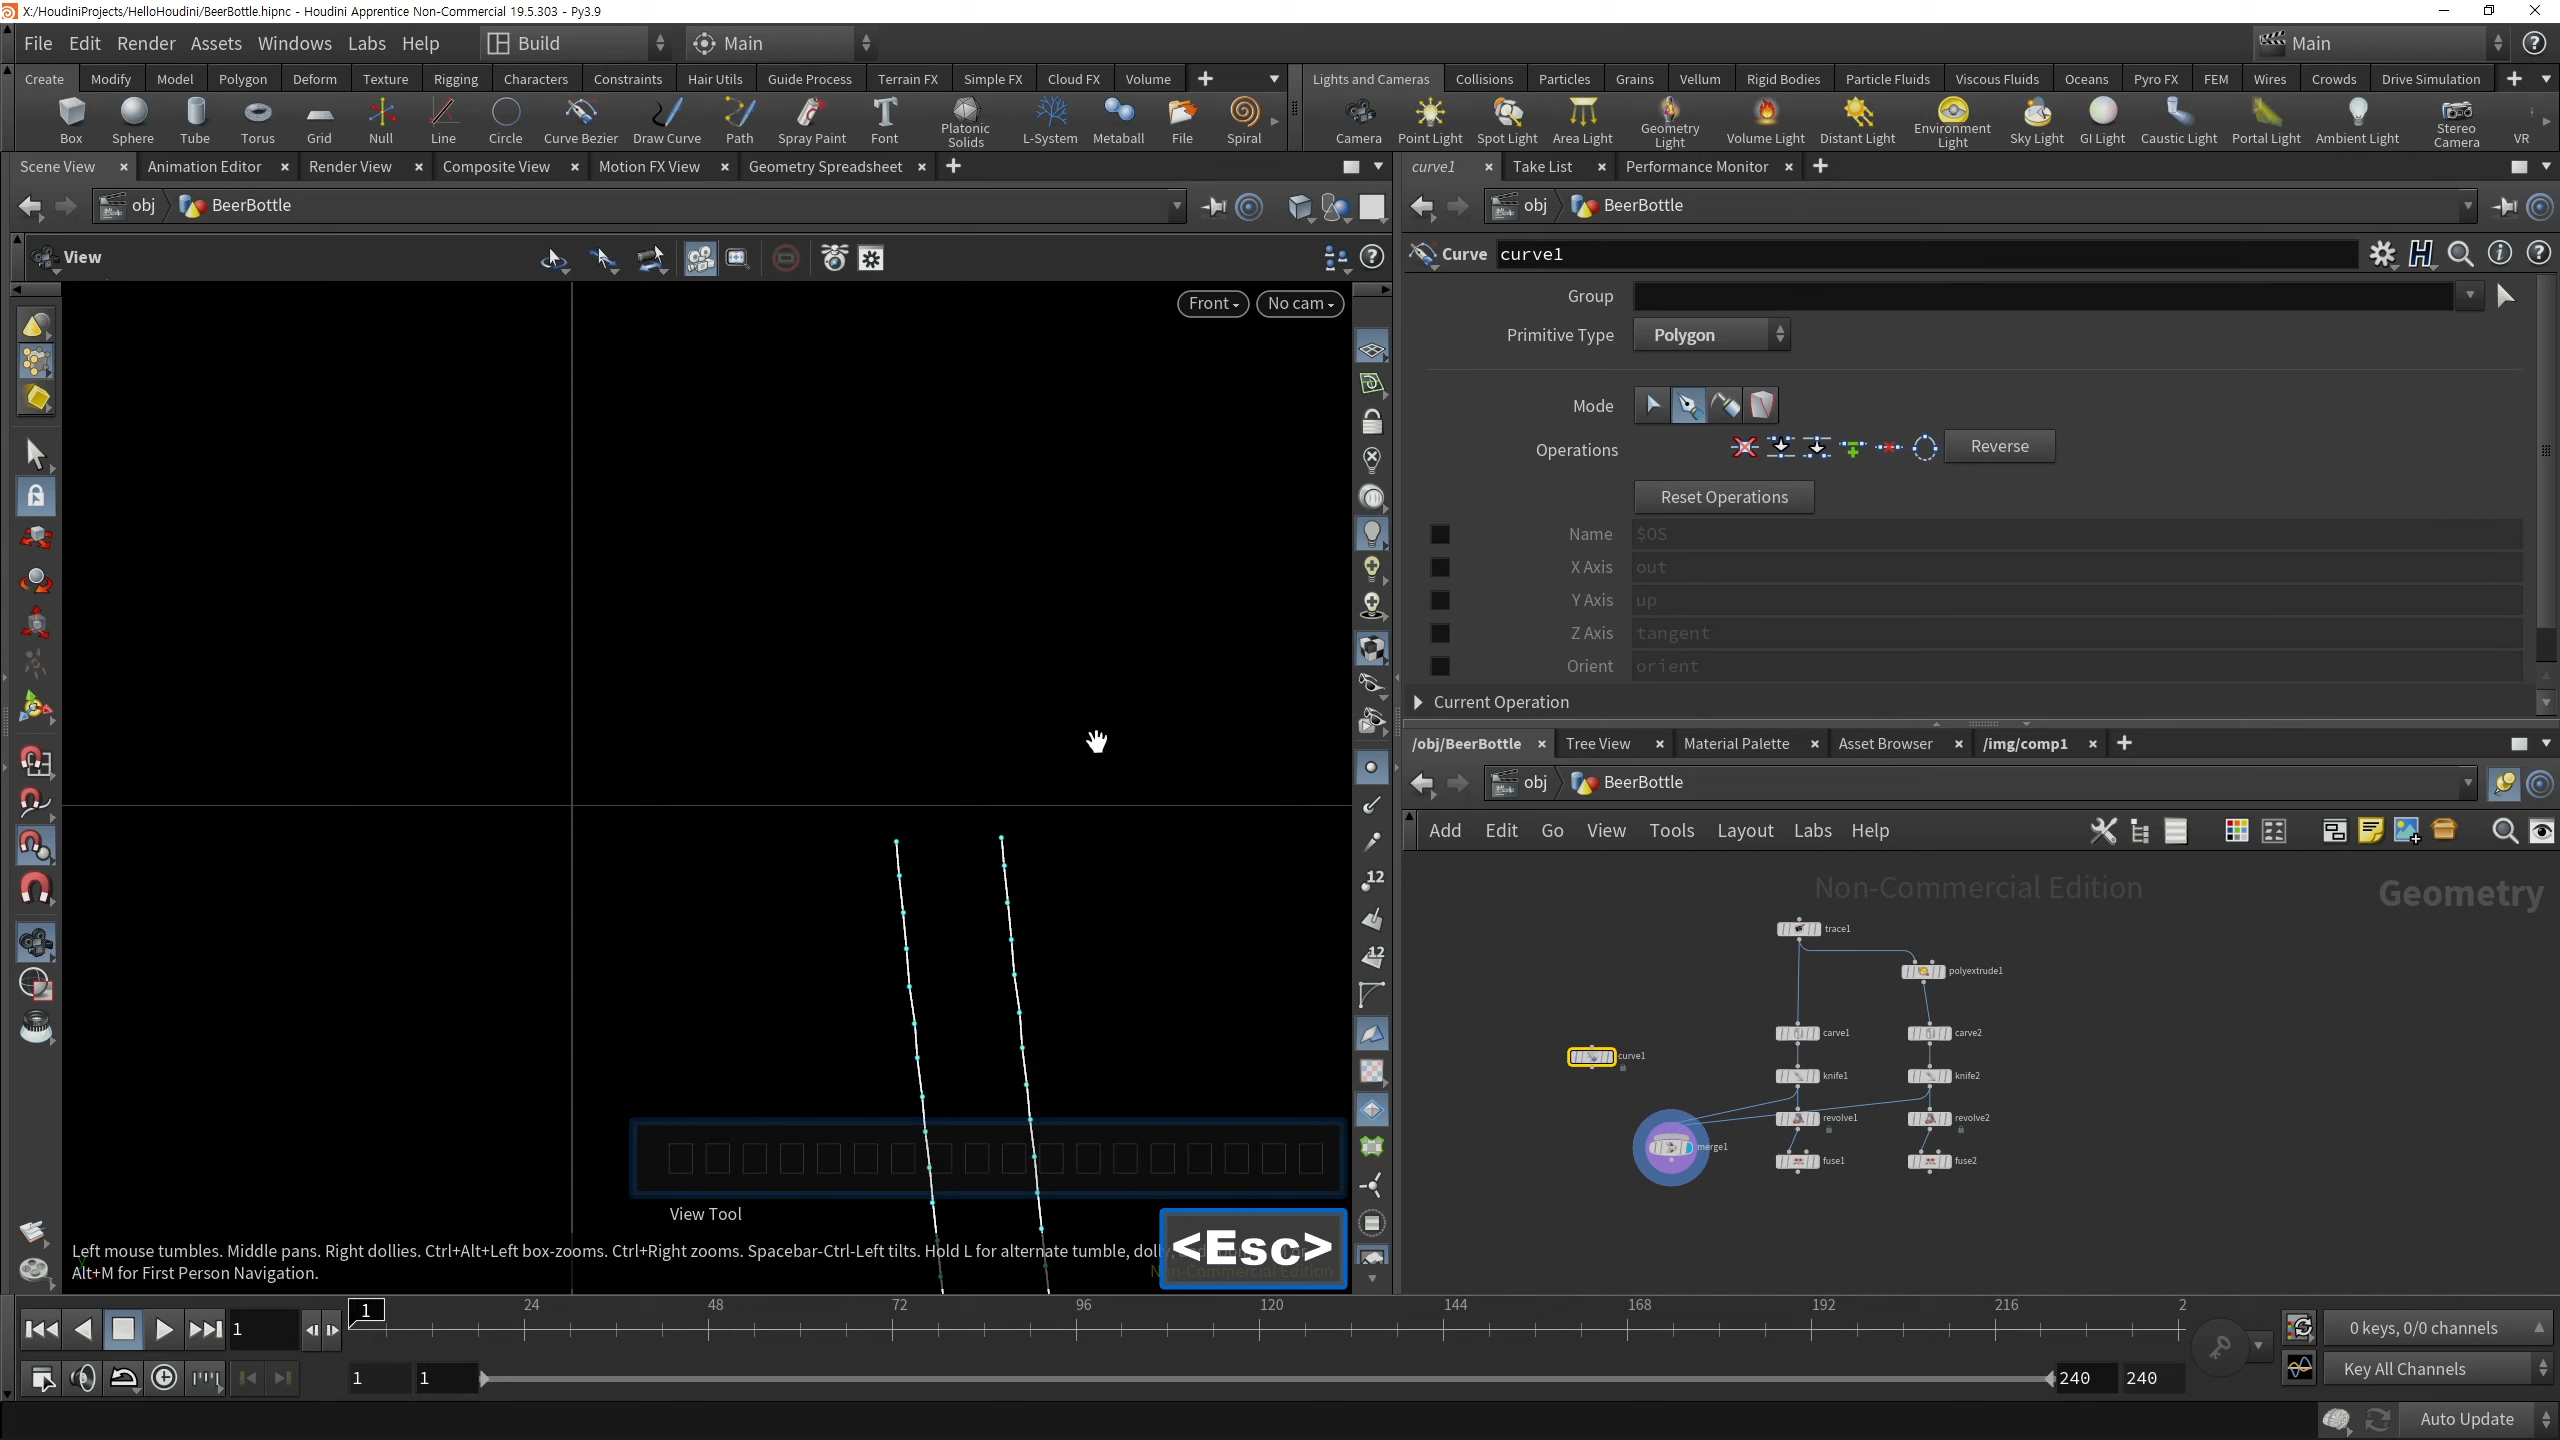 X:/HoudiniProjects/HelloHoudini/BeerBottle.hipnc - Houdini Apprentice Non-Commercial 19.5.303 - Py3.9
File Edit Render Assets Windows Labs Help Build Main Main
Create Modify Model Polygon Deform Texture Rigging Characters Constraints Hair Utils Guide Process Terrain FX Simple FX Cloud FX Volume
Lights and Cameras Collisions Particles Grains Vellum Rigid Bodies Particle Fluids Viscous Fluids Oceans Pyro FX FEM Wires Crowds Drive Simulation
Box Sphere Tube Torus Grid Null Line Circle Curve Bezier Draw Curve Path Spray Paint Font Platonic Solids L-System Metaball File Spiral
Camera Point Light Spot Light Area Light Geometry Light Volume Light Distant Light Environment Light Sky Light GI Light Caustic Light Portal Light Ambient Light Stereo Camera VR
Scene View Animation Editor Render View Composite View Motion FX View Geometry Spreadsheet
curve1 Take List Performance Monitor
obj BeerBottle
obj BeerBottle
View
Curve curve1
Front No cam
Group
Primitive Type Polygon
Mode
Operations Reverse
Reset Operations
Name $OS
X Axis out
Y Axis up
Z Axis tangent
Orient orient
Current Operation
/obj/BeerBottle Tree View Material Palette Asset Browser /img/comp1
obj BeerBottle
Add Edit Go View Tools Layout Labs Help
12
12
Non-Commercial Edition
Geometry
trace1
polyextrude1
carve1 carve2
curve1
knife1 knife2
revolve1 revolve2
merge1
fuse1 fuse2
View Tool
Left mouse tumbles. Middle pans. Right dollies. Ctrl+Alt+Left box-zooms. Ctrl+Right zooms. Spacebar-Ctrl-Left tilts. Hold L for alternate tumble, dolly,
Alt+M for First Person Navigation.
<Esc>
Non-Commercial Edition
1 1 24 48 72 96 120 144 168 192 216 2
0 keys, 0/0 channels
1 1 240 240
Key All Channels
Auto Update